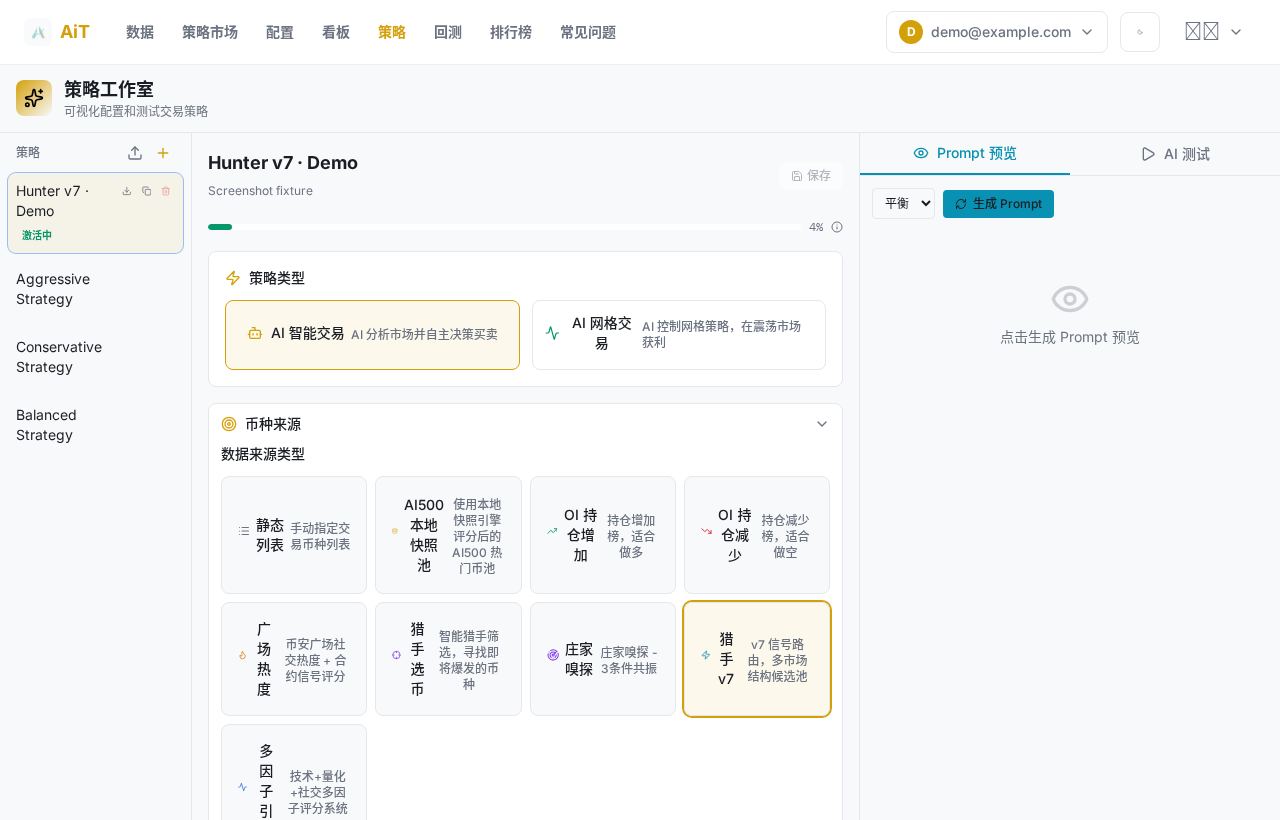 AiT
数据
策略市场
配置
看板
策略
回测
排行榜
常见问题
D
demo@example.com
策略工作室
可视化配置和测试交易策略
策略
Hunter v7 ·
Demo
激活中
Aggressive
Strategy
Conservative
Strategy
Balanced
Strategy
Hunter v7 · Demo
Screenshot fixture
保存
4%
策略类型
AI 智能交易
AI 分析市场并自主决策买卖
AI 网格交
易
AI 控制网格策略，在震荡市场
获利
币种来源
数据来源类型
静态
列表
手动指定交
易币种列表
AI500
本地
快照
池
使用本地
快照引擎
评分后的
AI500 热
门币池
OI 持
仓增
加
持仓增加
榜，适合
做多
OI 持
仓减
少
持仓减少
榜，适合
做空
广
场
热
度
币安广场社
交热度 + 合
约信号评分
猎
手
选
币
智能猎手筛
选，寻找即
将爆发的币
种
庄家
嗅探
庄家嗅探 -
3条件共振
猎
手
v7
v7 信号路
由，多市场
结构候选池
多
因
子
引
技术+量化
+社交多因
子评分系统
Prompt 预览
AI 测试
平衡
生成 Prompt
点击生成 Prompt 预览